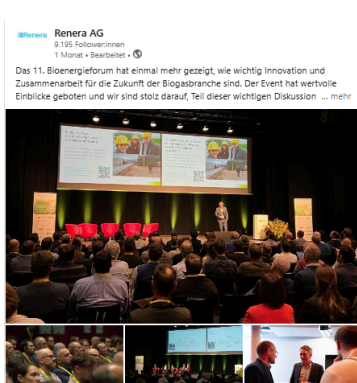 Renera
Renera AG
9.195 Follower:innen
1 Monat • Bearbeitet •
Das 11. Bioenergieforum hat einmal mehr gezeigt, wie wichtig Innovation und
Zusammenarbeit für die Zukunft der Biogasbranche sind. Der Event hat wertvolle
Einblicke geboten und wir sind stolz darauf, Teil dieser wichtigen Diskussion ... mehr